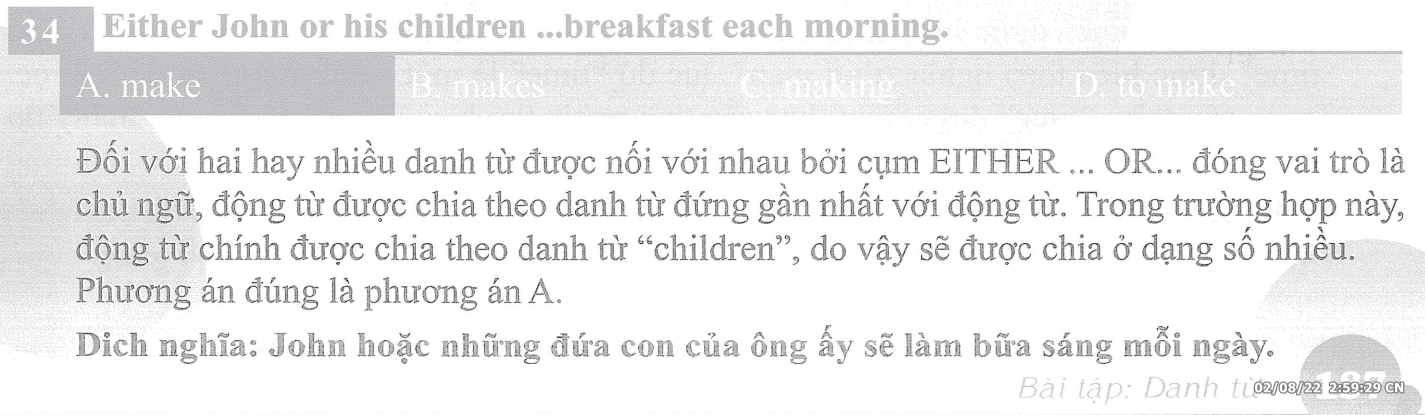 34 Either John or his children ...breakfast each morning.
A. make B. makes C. making D. to make
Đối với hai hay nhiều danh từ được nối với nhau bởi cụm EITHER ... OR... đóng vai trò là
chủ ngữ, động từ được chia theo danh từ đứng gần nhất với động từ. Trong trường hợp này,
động từ chính được chia theo danh từ “children”, do vậy sẽ được chia ở dạng số nhiều.
Phương án đúng là phương án A.
Dich nghĩa: John hoặc những đứa con của ông ấy sẽ làm bữa sáng mỗi ngày.
Bài tập: Danh từ 187
02/08/22 2:59:29 CN